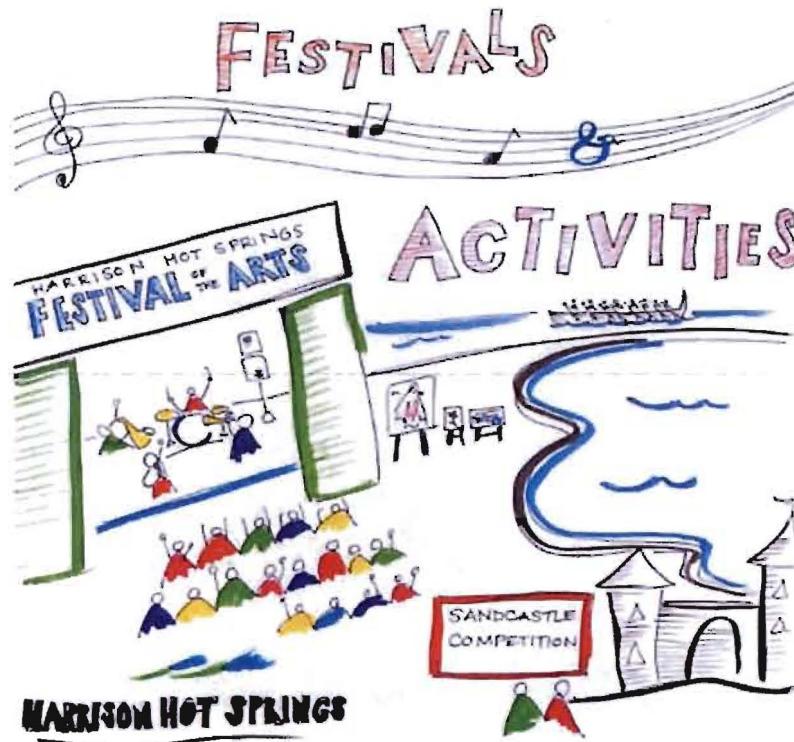 FESTIVALS
&
ACTIVITIES
HARRISON HOT SPRINGS
FESTIVAL OF THE ARTS
SANDCASTLE
COMPETITION
HARRISON HOT SPRINGS